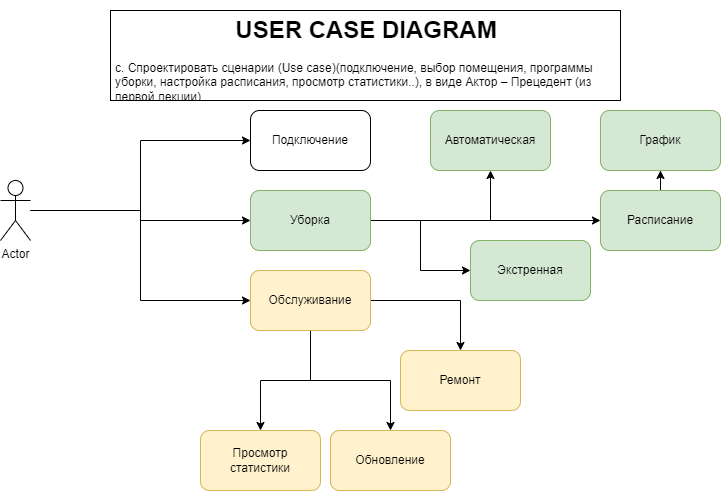 USER CASE DIAGRAM
с. Спроектировать сценарии (Use case)(подключение, выбор помещения, программы
уборки, настройка расписания, просмотр статистики..), в виде Актор – Прецедент (из
первой лекции)
Подключение
Автоматическая
График
Actor
Уборка
Расписание
Экстренная
Обслуживание
Ремонт
Просмотр
статистики
Обновление